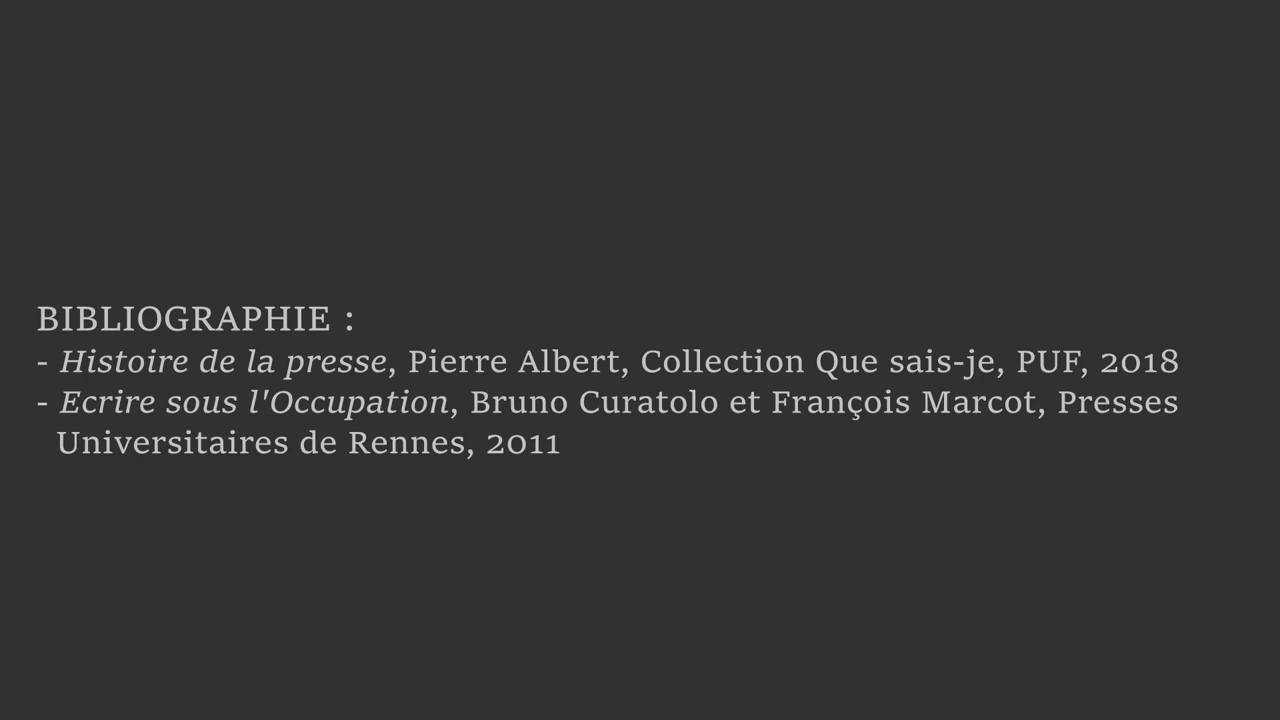 BIBLIOGRAPHIE :
- Histoire de la presse, Pierre Albert, Collection Que sais-je, PUF, 2018
- Ecrire sous l'Occupation, Bruno Curatolo et François Marcot, Presses
Universitaires de Rennes, 2011